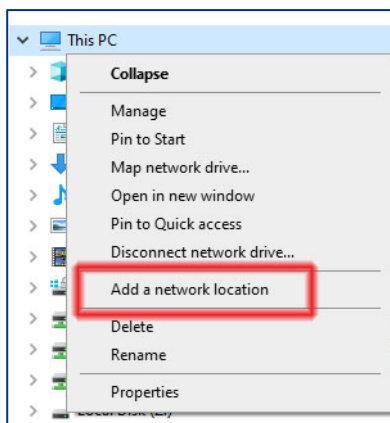 This PC
Collapse
Manage
Pin to Start
Map network drive...
Open in new window
Pin to Quick access
Disconnect network drive...
Add a network location
Delete
Rename
Properties